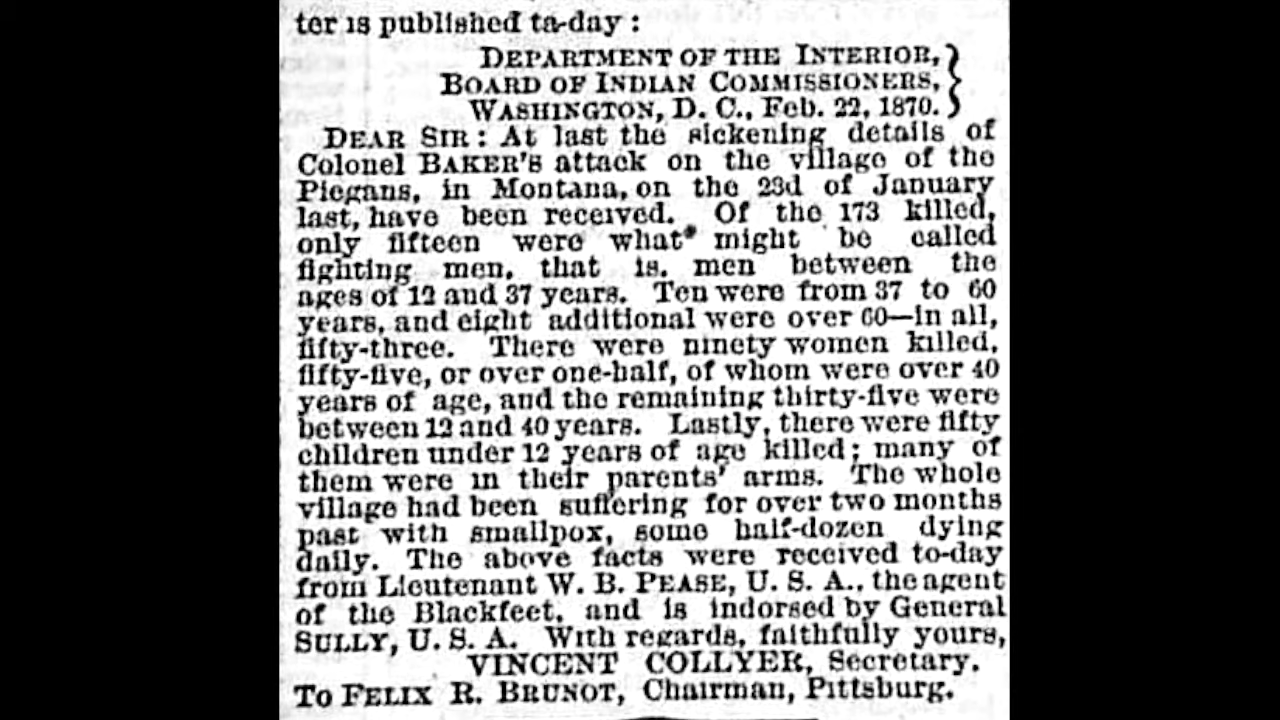 ter is published ta-day :
DEPARTMENT OF THE INTERIOR,
BOARD OF INDIAN COMMISSIONERS,
WASHINGTON, D. C., Feb. 22, 1870.
DEAR SIR : At last the sickening details of
Colonel BAKER'S attack on the village of the
Piegans, in Montana, on the 23d of January
last, have been received. Of the 173 killed,
only fifteen were what might be called
fighting men, that is, men between the
ages of 12 and 37 years. Ten were from 37 to 60
years, and eight additional were over 60—in all,
fifty-three. There were ninety women killed,
fifty-five, or over one-half, of whom were over 40
years of age, and the remaining thirty-five were
between 12 and 40 years. Lastly, there were fifty
children under 12 years of age killed ; many of
them were in their parents' arms. The whole
village had been suffering for over two months
past with smallpox, some half-dozen dying
daily. The above facts were received to-day
from Lieutenant W. B. PEASE, U. S. A., the agent
of the Blackfeet, and is indorsed by General
SULLY, U. S. A. With regards, faithfully yours,
VINCENT COLLYER, Secretary.
To FELIX R. BRUNOT, Chairman, Pittsburg.